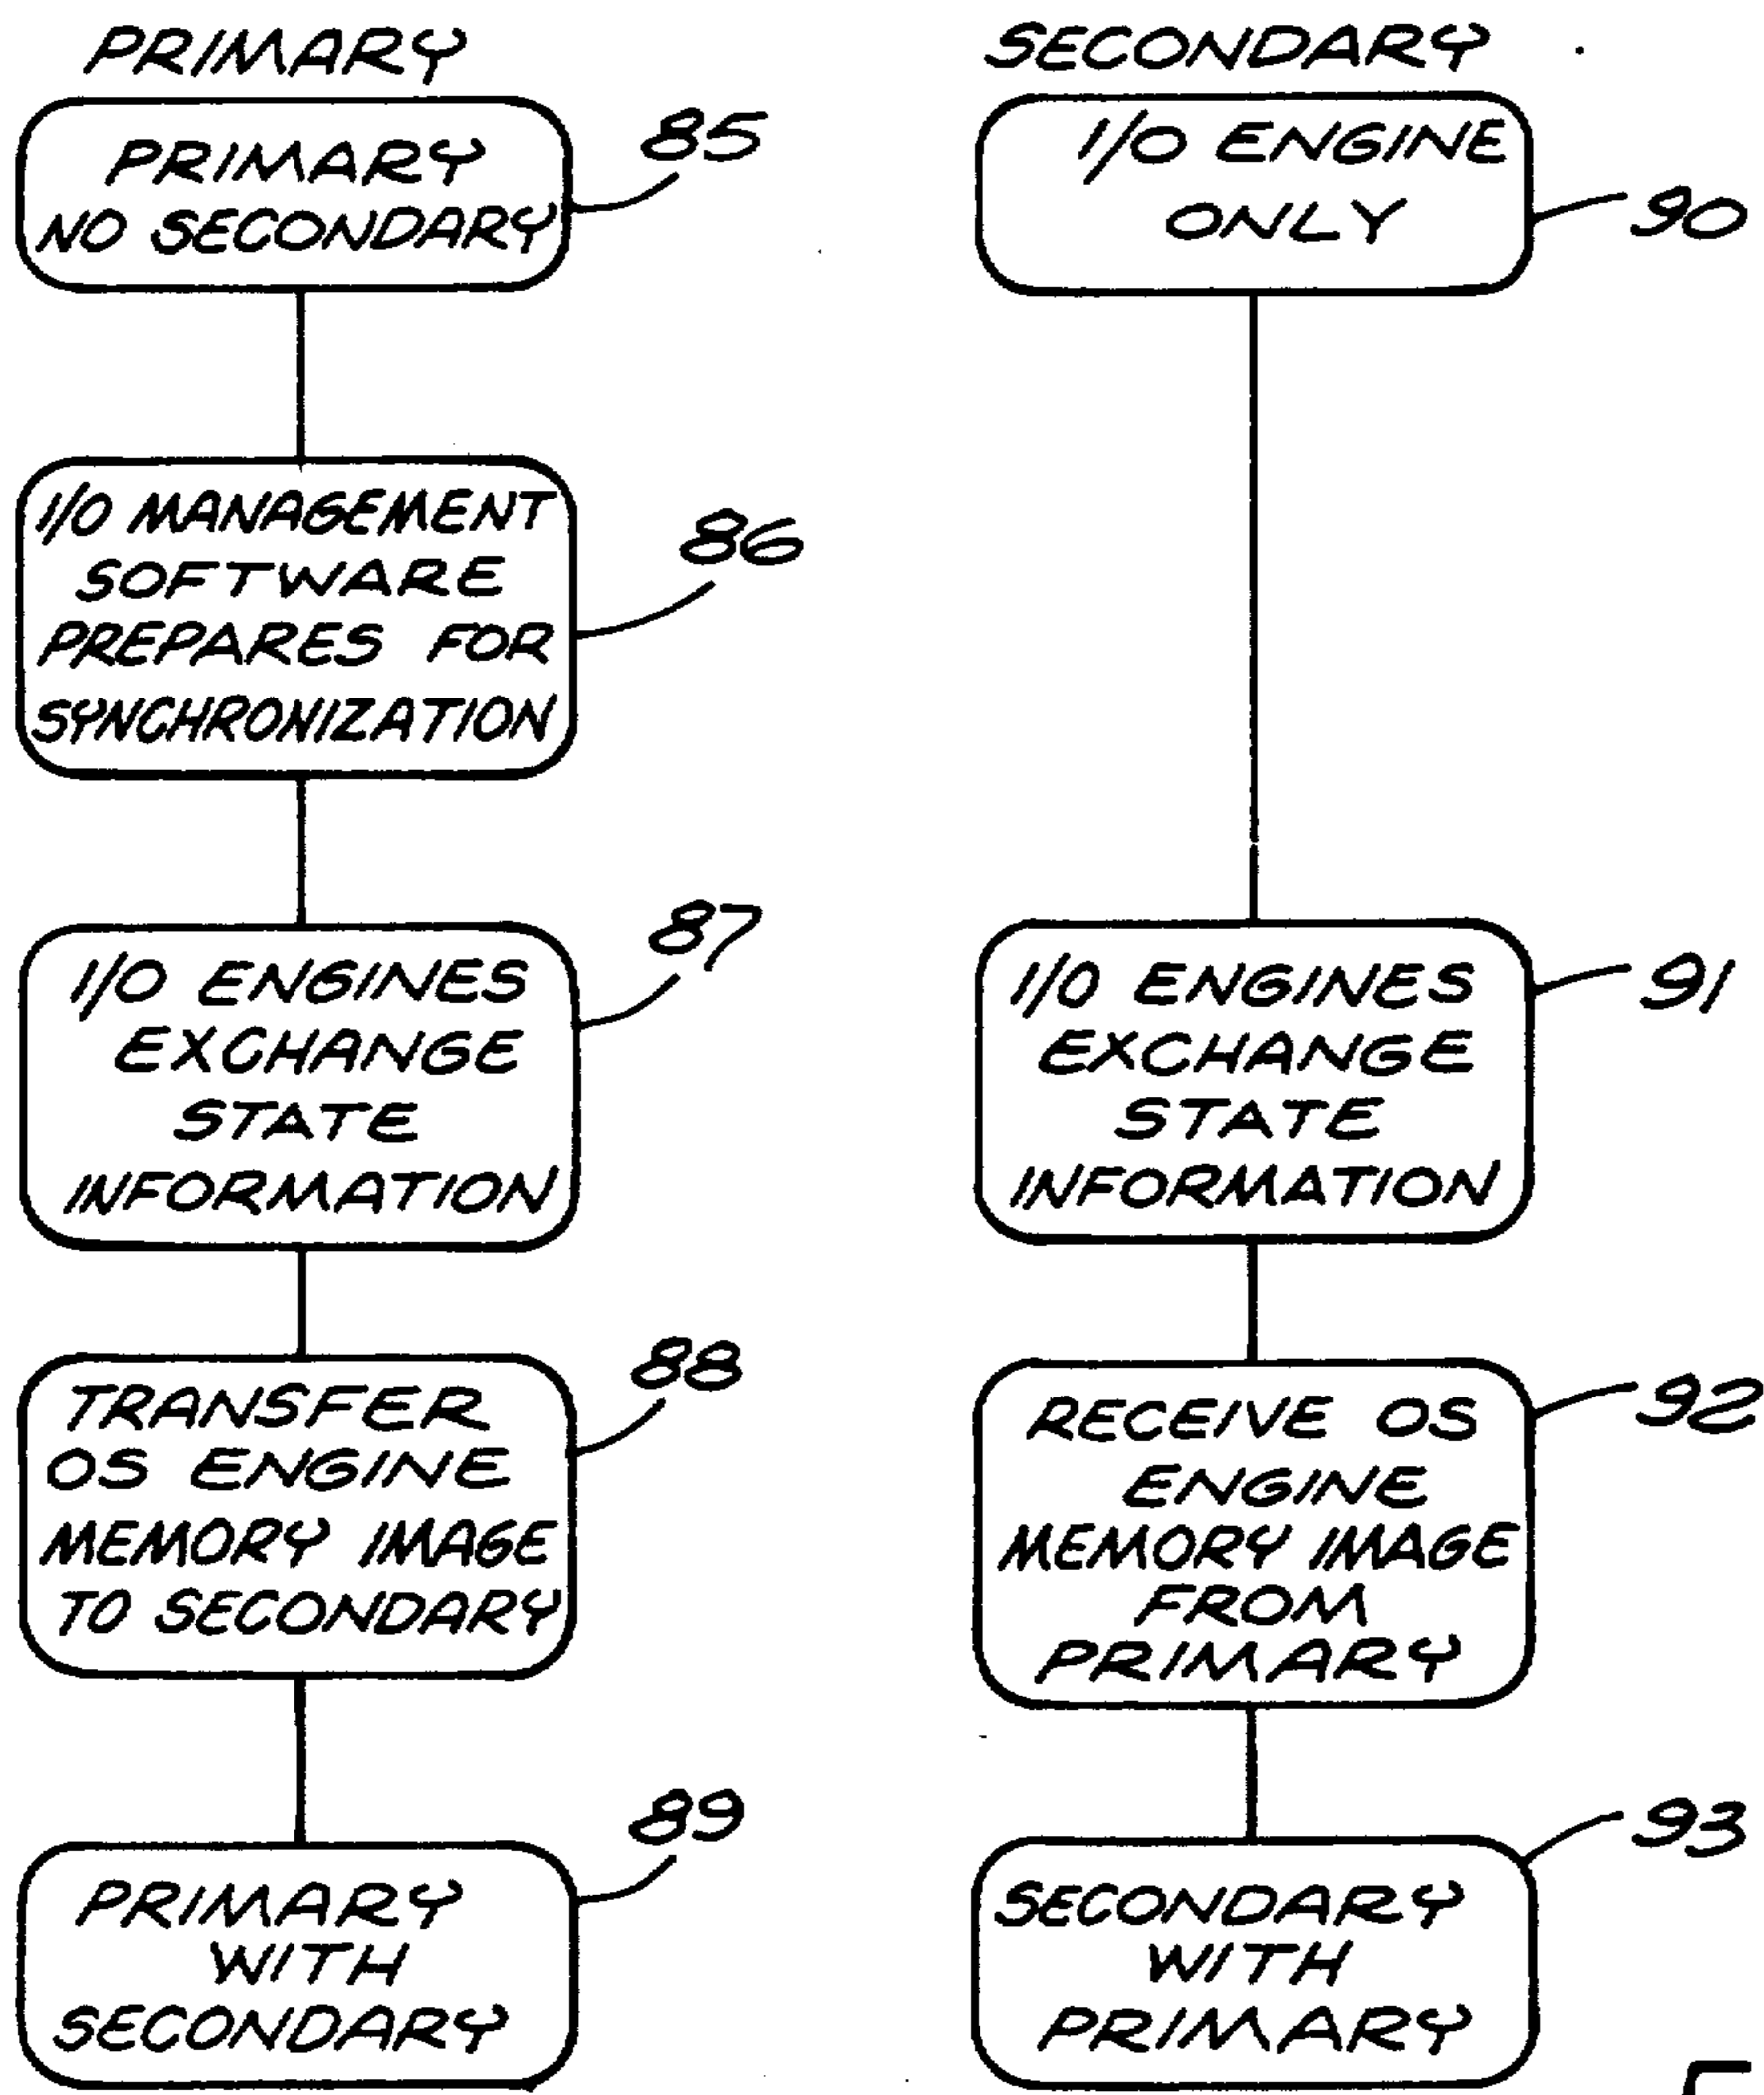 PRIMARY
PRIMARY
NO SECONDARY
85
I/O MANAGEMENT
SOFTWARE
PREPARES FOR
SYNCHRONIZATION
86
I/O ENGINES
EXCHANGE
STATE
INFORMATION
87
TRANSFER
OS ENGINE
MEMORY IMAGE
TO SECONDARY
88
PRIMARY
WITH
SECONDARY
89
SECONDARY
I/O ENGINE
ONLY
90
I/O ENGINES
EXCHANGE
STATE
INFORMATION
91
RECEIVE OS
ENGINE
MEMORY IMAGE
FROM
PRIMARY
92
SECONDARY
WITH
PRIMARY
93